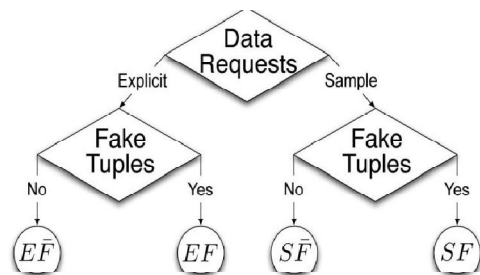 Data
Requests
Explicit Sample
Fake Fake
Tuples Tuples
No Yes No Yes
EF̄ EF SF̄ SF